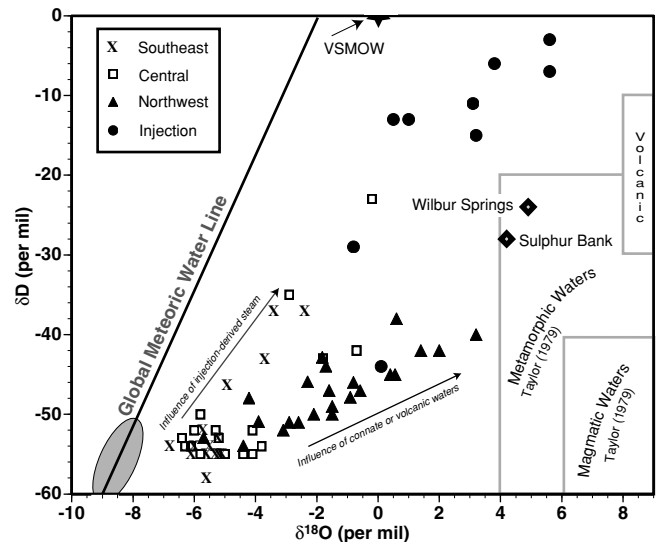 0
-10
-20
-30
-40
-50
-60
δD (per mil)
X Southeast
Central
Northwest
Injection
VSMOW
Global Meteoric Water Line
Influence of injection-derived steam
Influence of connate or volcanic waters
Wilbur Springs
Sulphur Bank
Volcanic
Metamorphic Waters
Taylor (1979)
Magmatic Waters
Taylor (1979)
-10 -8 -6 -4 -2 0 2 4 6 8
δ¹⁸O (per mil)